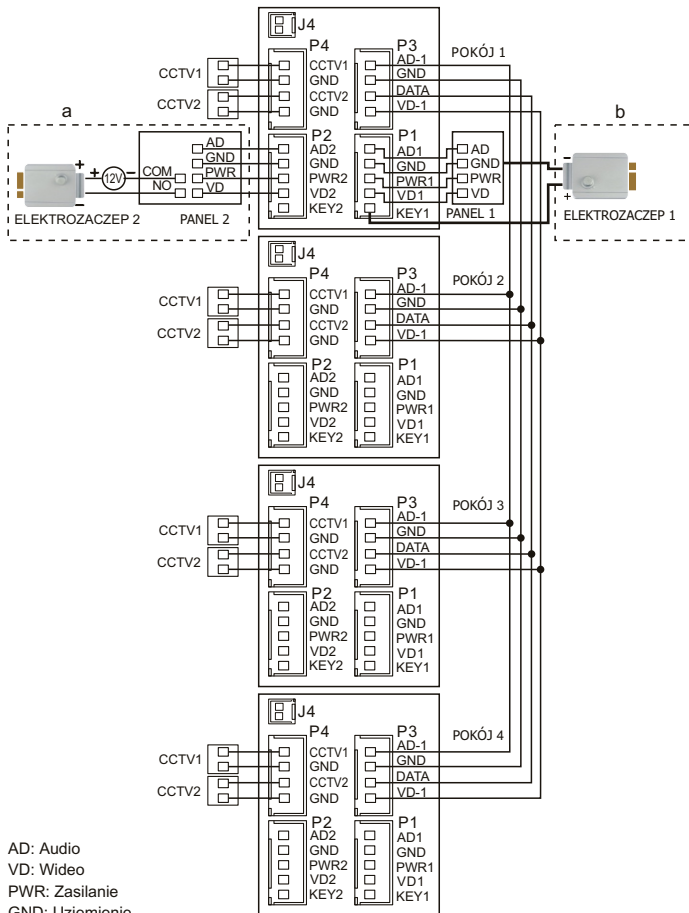 J4
P4 P3
CCTV1 CCTV1 AD-1 POKÓJ 1
GND GND
CCTV2 CCTV2 DATA
GND VD-1
a b
P2 P1
AD AD2 AD1 AD
GND GND GND GND
+ + 12V − COM PWR PWR2 PWR1 PWR −
− NO VD VD2 VD1 VD +
KEY2 KEY1
ELEKTROZACZEP 2 PANEL 2 PANEL 1 ELEKTROZACZEP 1
J4
P4 P3
CCTV1 CCTV1 AD-1 POKÓJ 2
GND GND
CCTV2 CCTV2 DATA
GND VD-1
P2 P1
AD2 AD1
GND GND
PWR2 PWR1
VD2 VD1
KEY2 KEY1
J4
P4 P3
CCTV1 CCTV1 AD-1 POKÓJ 3
GND GND
CCTV2 CCTV2 DATA
GND VD-1
P2 P1
AD2 AD1
GND GND
PWR2 PWR1
VD2 VD1
KEY2 KEY1
J4
P4 P3
CCTV1 CCTV1 AD-1 POKÓJ 4
GND GND
CCTV2 CCTV2 DATA
GND VD-1
P2 P1
AD2 AD1
GND GND
PWR2 PWR1
VD2 VD1
KEY2 KEY1
AD: Audio
VD: Wideo
PWR: Zasilanie
GND: Uziemienie